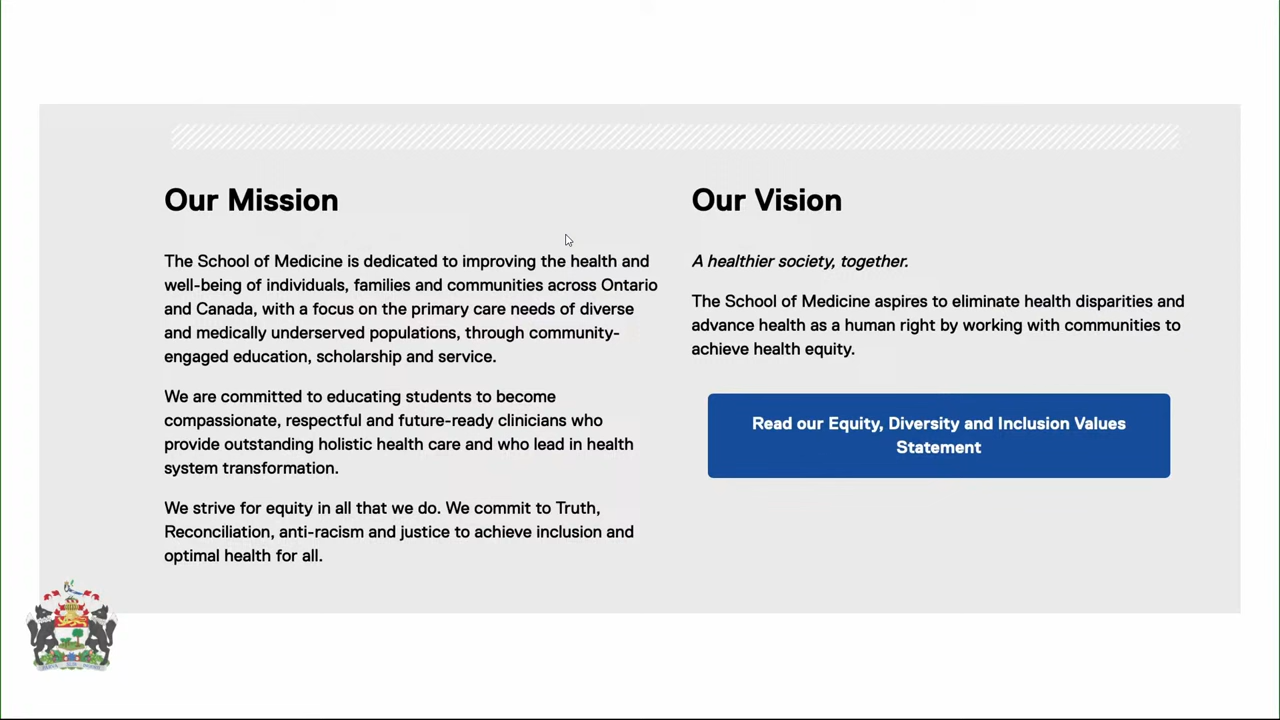 Our Mission
The School of Medicine is dedicated to improving the health and
well-being of individuals, families and communities across Ontario
and Canada, with a focus on the primary care needs of diverse
and medically underserved populations, through community-
engaged education, scholarship and service.
We are committed to educating students to become
compassionate, respectful and future-ready clinicians who
provide outstanding holistic health care and who lead in health
system transformation.
We strive for equity in all that we do. We commit to Truth,
Reconciliation, anti-racism and justice to achieve inclusion and
optimal health for all.
Our Vision
A healthier society, together.
The School of Medicine aspires to eliminate health disparities and
advance health as a human right by working with communities to
achieve health equity.
Read our Equity, Diversity and Inclusion Values
Statement